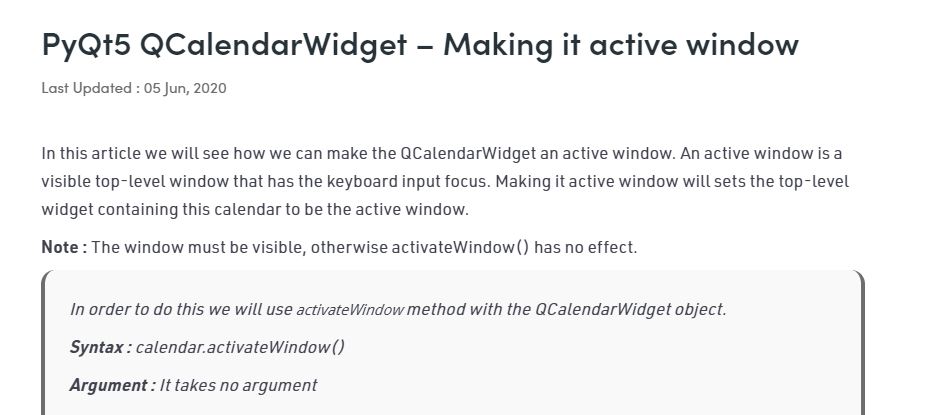 PyQt5 QCalendarWidget – Making it active window
Last Updated : 05 Jun, 2020
In this article we will see how we can make the QCalendarWidget an active window. An active window is a
visible top-level window that has the keyboard input focus. Making it active window will sets the top-level
widget containing this calendar to be the active window.
Note : The window must be visible, otherwise activateWindow() has no effect.
In order to do this we will use activateWindow method with the QCalendarWidget object.
Syntax : calendar.activateWindow()
Argument : It takes no argument